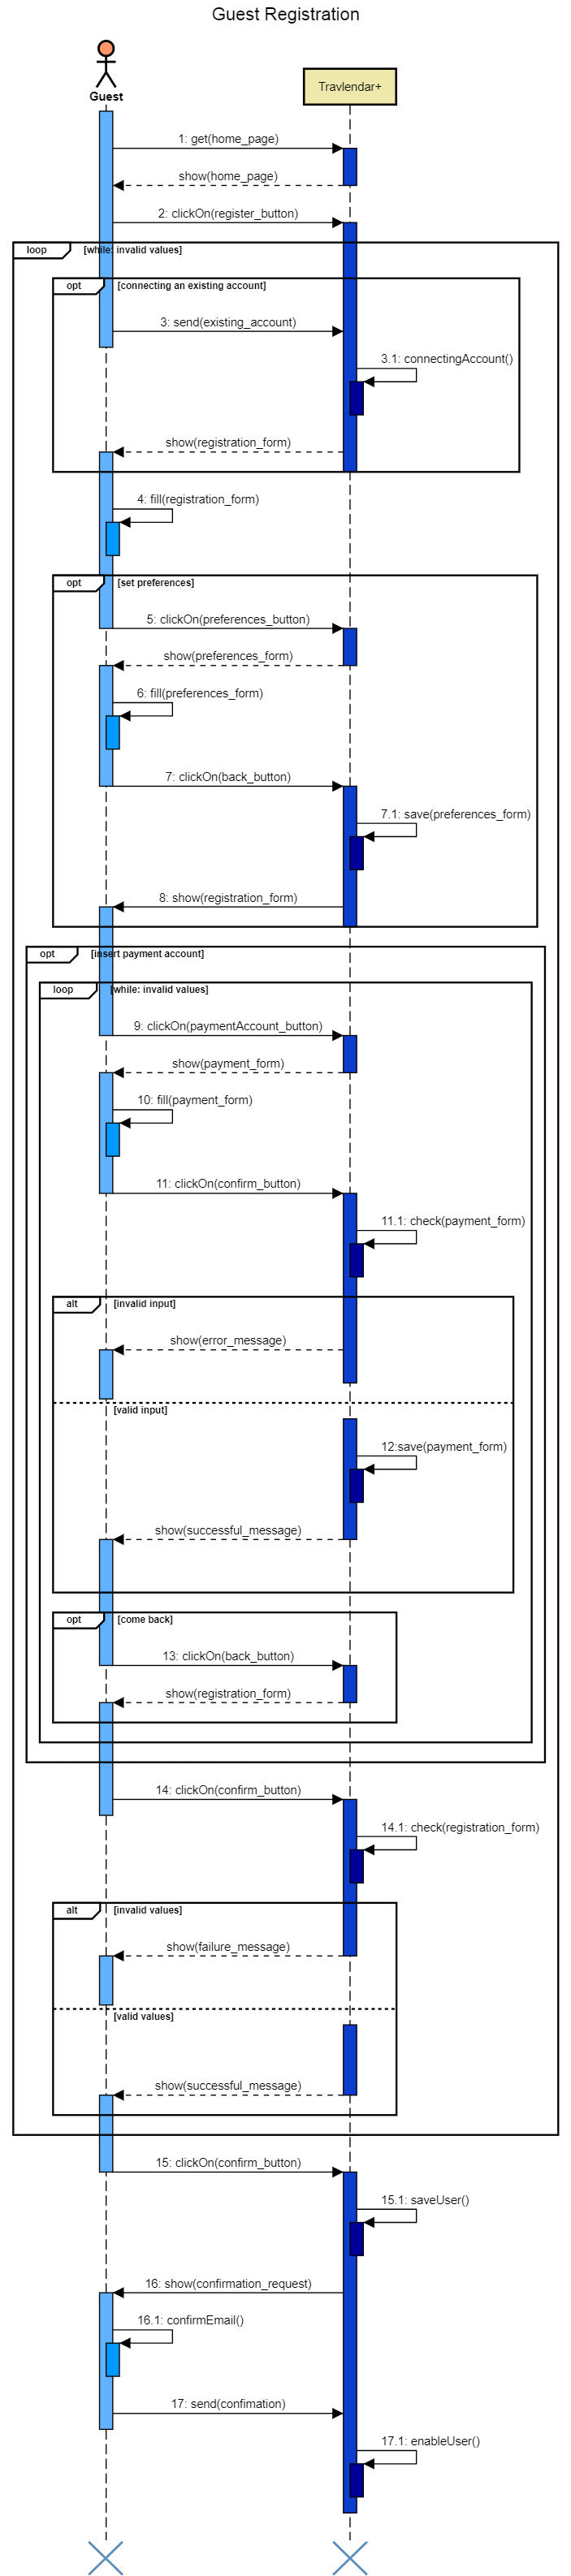 Guest Registration
Guest
Travlendar+
1: get(home_page)
show(home_page)
2: clickOn(register_button)
loop [while: invalid values]
opt [connecting an existing account]
3: send(existing_account)
3.1: connectingAccount()
show(registration_form)
4: fill(registration_form)
opt [set preferences]
5: clickOn(preferences_button)
show(preferences_form)
6: fill(preferences_form)
7: clickOn(back_button)
7.1: save(preferences_form)
8: show(registration_form)
opt [insert payment account]
loop [while: invalid values]
9: clickOn(paymentAccount_button)
show(payment_form)
10: fill(payment_form)
11: clickOn(confirm_button)
11.1: check(payment_form)
alt [invalid input]
show(error_message)
[valid input]
12:save(payment_form)
show(successful_message)
opt [come back]
13: clickOn(back_button)
show(registration_form)
14: clickOn(confirm_button)
14.1: check(registration_form)
alt [invalid values]
show(failure_message)
[valid values]
show(successful_message)
15: clickOn(confirm_button)
15.1: saveUser()
16: show(confirmation_request)
16.1: confirmEmail()
17: send(confimation)
17.1: enableUser()